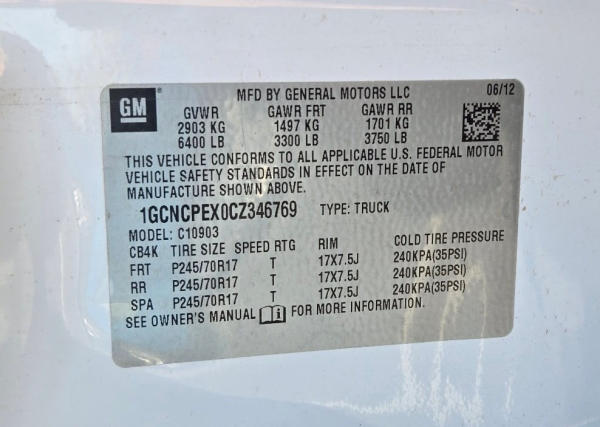 GM
MFD BY GENERAL MOTORS LLC 06/12
GVWR GAWR FRT GAWR RR
2903 KG 1497 KG 1701 KG
6400 LB 3300 LB 3750 LB
THIS VEHICLE CONFORMS TO ALL APPLICABLE U.S. FEDERAL MOTOR
VEHICLE SAFETY STANDARDS IN EFFECT ON THE DATE OF
MANUFACTURE SHOWN ABOVE.
1GCNCPEX0CZ346769 TYPE: TRUCK
MODEL: C10903
CB4K TIRE SIZE SPEED RTG RIM COLD TIRE PRESSURE
FRT P245/70R17 T 17X7.5J 240KPA(35PSI)
RR P245/70R17 T 17X7.5J 240KPA(35PSI)
SPA P245/70R17 T 17X7.5J 240KPA(35PSI)
SEE OWNER'S MANUAL FOR MORE INFORMATION.